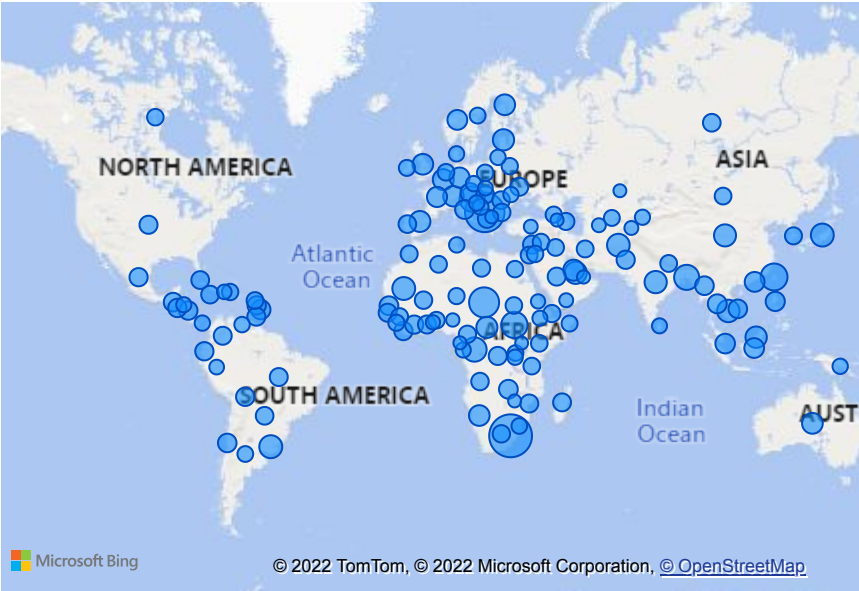 NORTH AMERICA
EUROPE
ASIA
Atlantic
Ocean
AFRICA
SOUTH AMERICA
Indian
Ocean
AUST
Microsoft Bing
© 2022 TomTom, © 2022 Microsoft Corporation, © OpenStreetMap